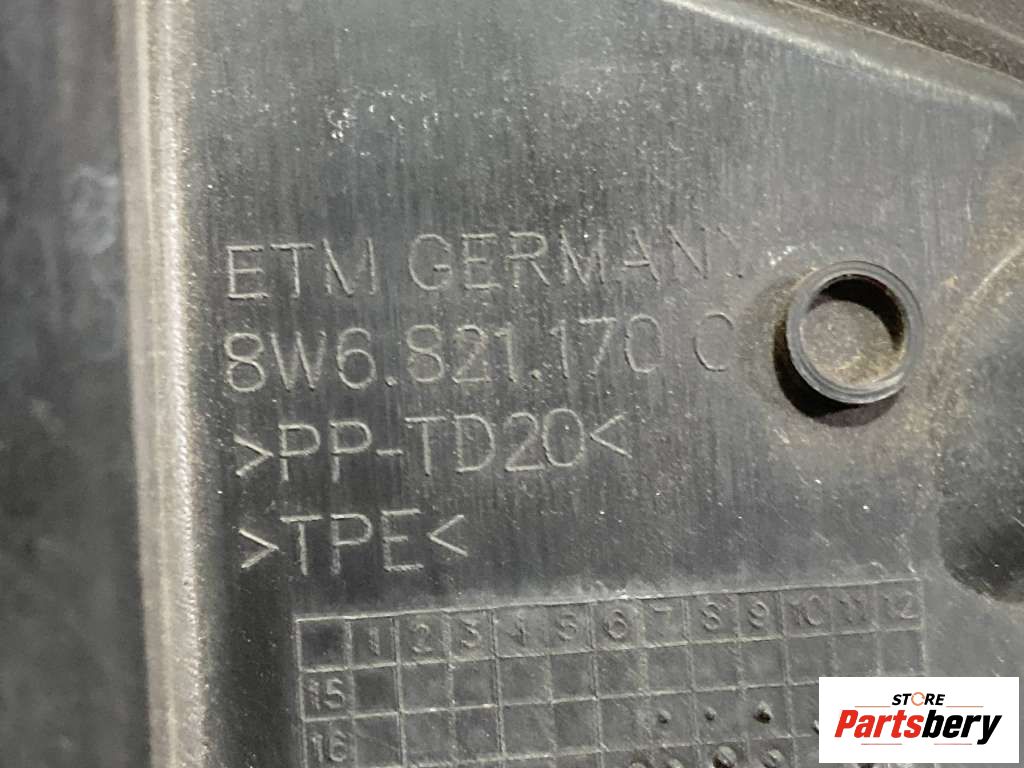 ETM GERMANY
8W6.821.170 C
>PP-TD20<
>TPE<
1 2 3 4 5 6 7 8 9 10 11 12
15
16
STORE
Partsbery